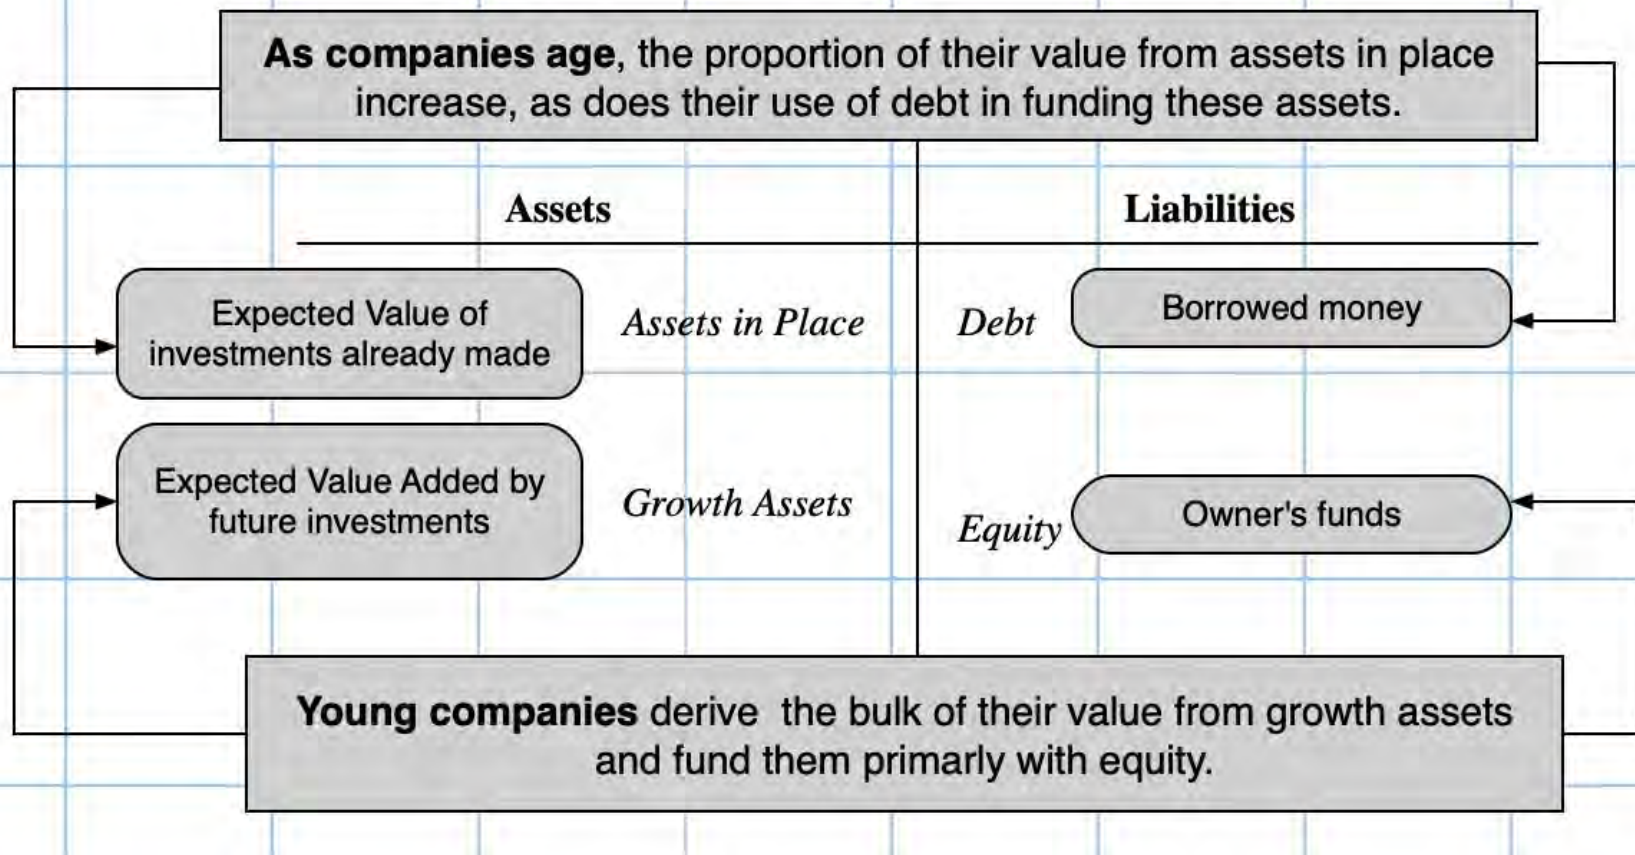 As companies age, the proportion of their value from assets in place
increase, as does their use of debt in funding these assets.
Assets
Liabilities
Expected Value of
investments already made
Assets in Place
Debt
Borrowed money
Expected Value Added by
future investments
Growth Assets
Equity
Owner's funds
Young companies derive the bulk of their value from growth assets
and fund them primarly with equity.